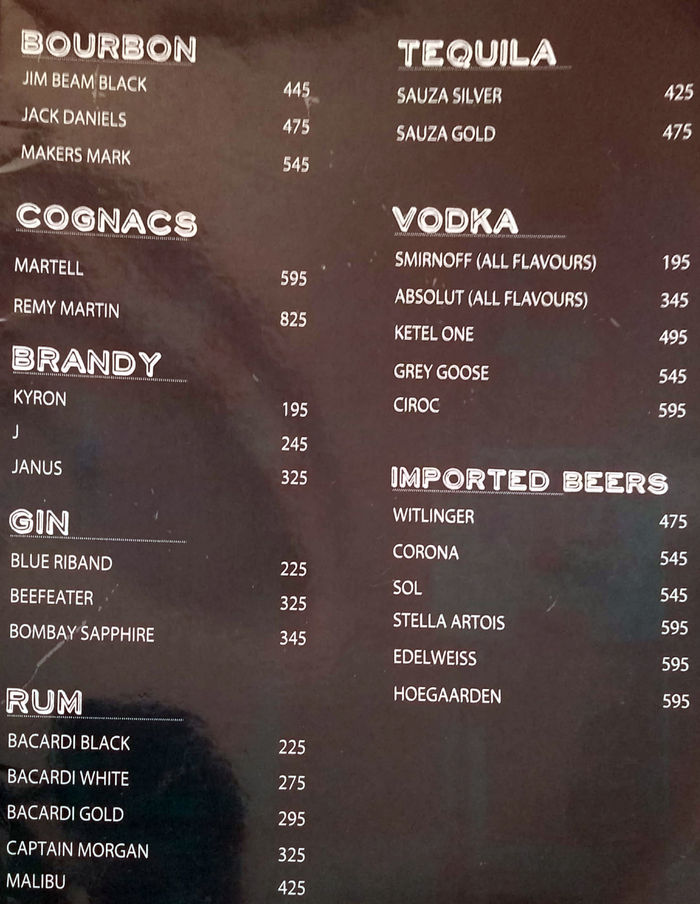 BOURBON
JIM BEAM BLACK 445
JACK DANIELS 475
MAKERS MARK 545
COGNACS
MARTELL 595
REMY MARTIN 825
BRANDY
KYRON 195
J 245
JANUS 325
GIN
BLUE RIBAND 225
BEEFEATER 325
BOMBAY SAPPHIRE 345
RUM
BACARDI BLACK 225
BACARDI WHITE 275
BACARDI GOLD 295
CAPTAIN MORGAN 325
MALIBU 425
TEQUILA
SAUZA SILVER 425
SAUZA GOLD 475
VODKA
SMIRNOFF (ALL FLAVOURS) 195
ABSOLUT (ALL FLAVOURS) 345
KETEL ONE 495
GREY GOOSE 545
CIROC 595
IMPORTED BEERS
WITLINGER 475
CORONA 545
SOL 545
STELLA ARTOIS 595
EDELWEISS 595
HOEGAARDEN 595